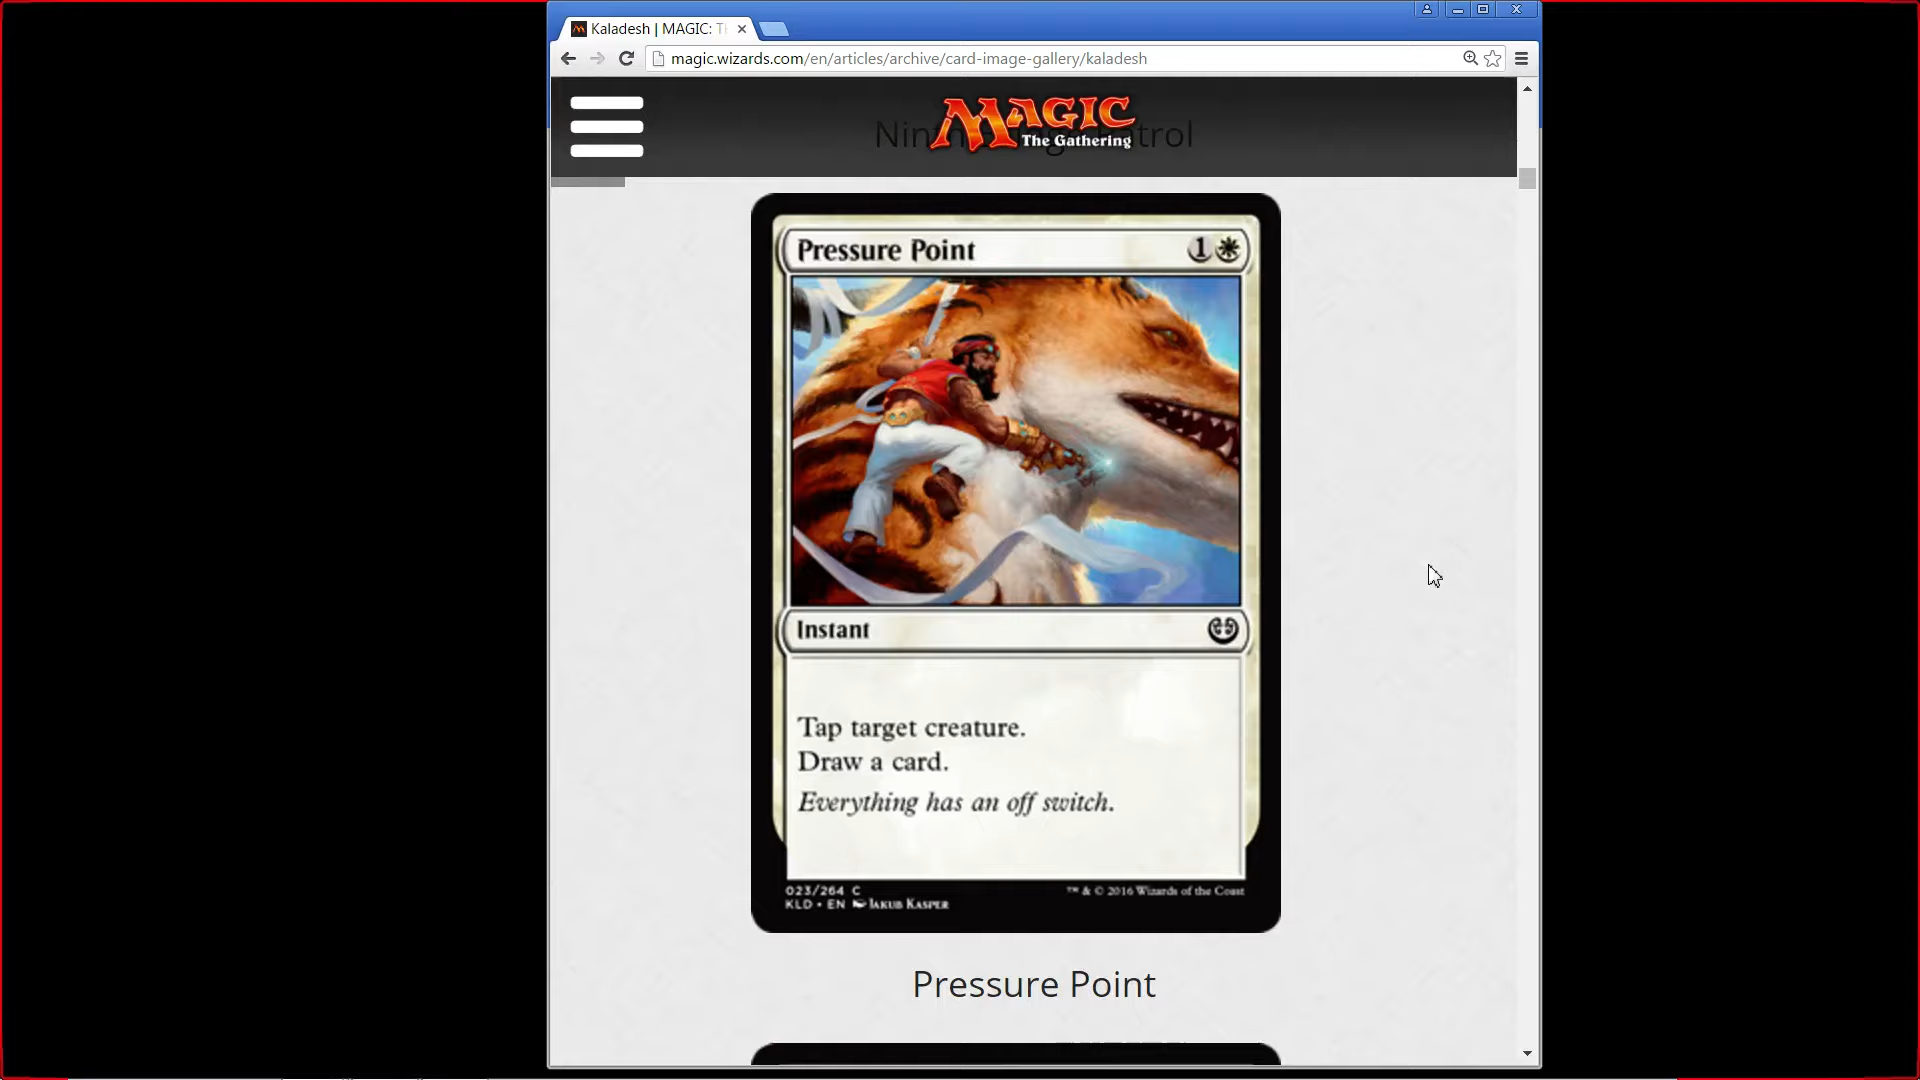 Kaladesh | MAGIC: T
magic.wizards.com/en/articles/archive/card-image-gallery/kaladesh
MAGIC
The Gathering
Pressure Point 1
Instant
Tap target creature.
Draw a card.
Everything has an off switch.
023/264 C
™ & © 2016 Wizards of the Coast
KLD • EN Jakub Kasper
Pressure Point